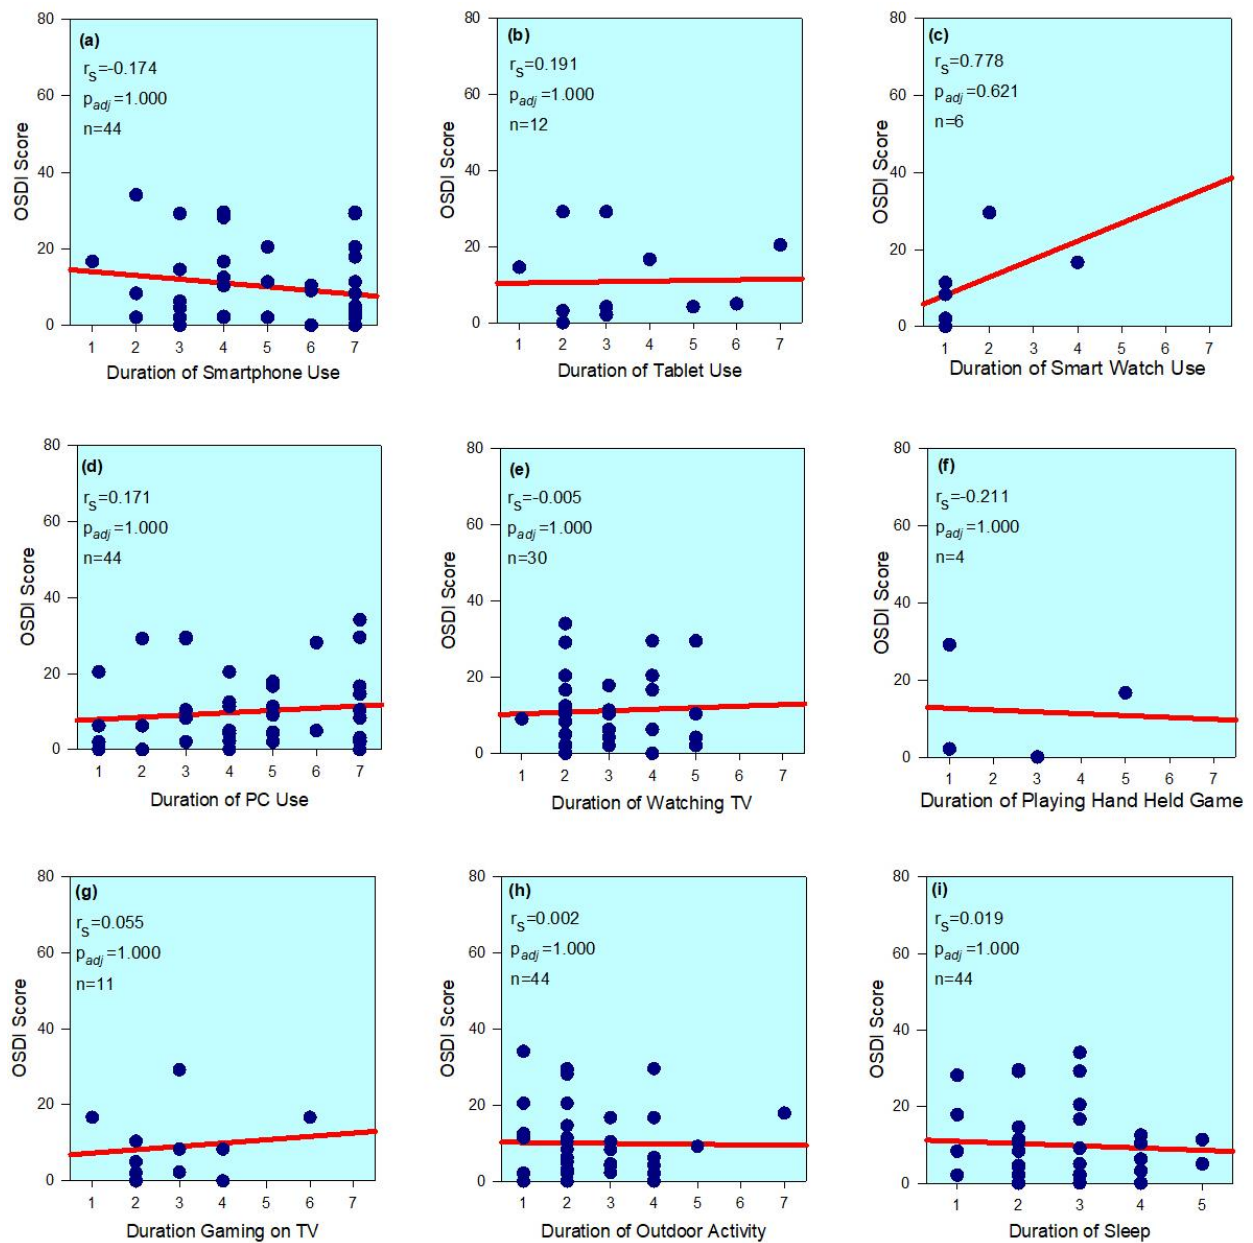 (a)
rS=-0.174
padj=1.000
n=44
80
60
40
20
0
OSDI Score
1 2 3 4 5 6 7
Duration of Smartphone Use
(b)
rS=0.191
padj=1.000
n=12
80
60
40
20
0
OSDI Score
1 2 3 4 5 6 7
Duration of Tablet Use
(c)
rS=0.778
padj=0.621
n=6
80
60
40
20
0
OSDI Score
1 2 3 4 5 6 7
Duration of Smart Watch Use
(d)
rS=0.171
padj=1.000
n=44
80
60
40
20
0
OSDI Score
1 2 3 4 5 6 7
Duration of PC Use
(e)
rS=-0.005
padj=1.000
n=30
80
60
40
20
0
OSDI Score
1 2 3 4 5 6 7
Duration of Watching TV
(f)
rS=-0.211
padj=1.000
n=4
80
60
40
20
0
OSDI Score
1 2 3 4 5 6 7
Duration of Playing Hand Held Game
(g)
rS=0.055
padj=1.000
n=11
80
60
40
20
0
OSDI Score
1 2 3 4 5 6 7
Duration Gaming on TV
(h)
rS=0.002
padj=1.000
n=44
80
60
40
20
0
OSDI Score
1 2 3 4 5 6 7
Duration of Outdoor Activity
(i)
rS=0.019
padj=1.000
n=44
80
60
40
20
0
OSDI Score
1 2 3 4 5
Duration of Sleep